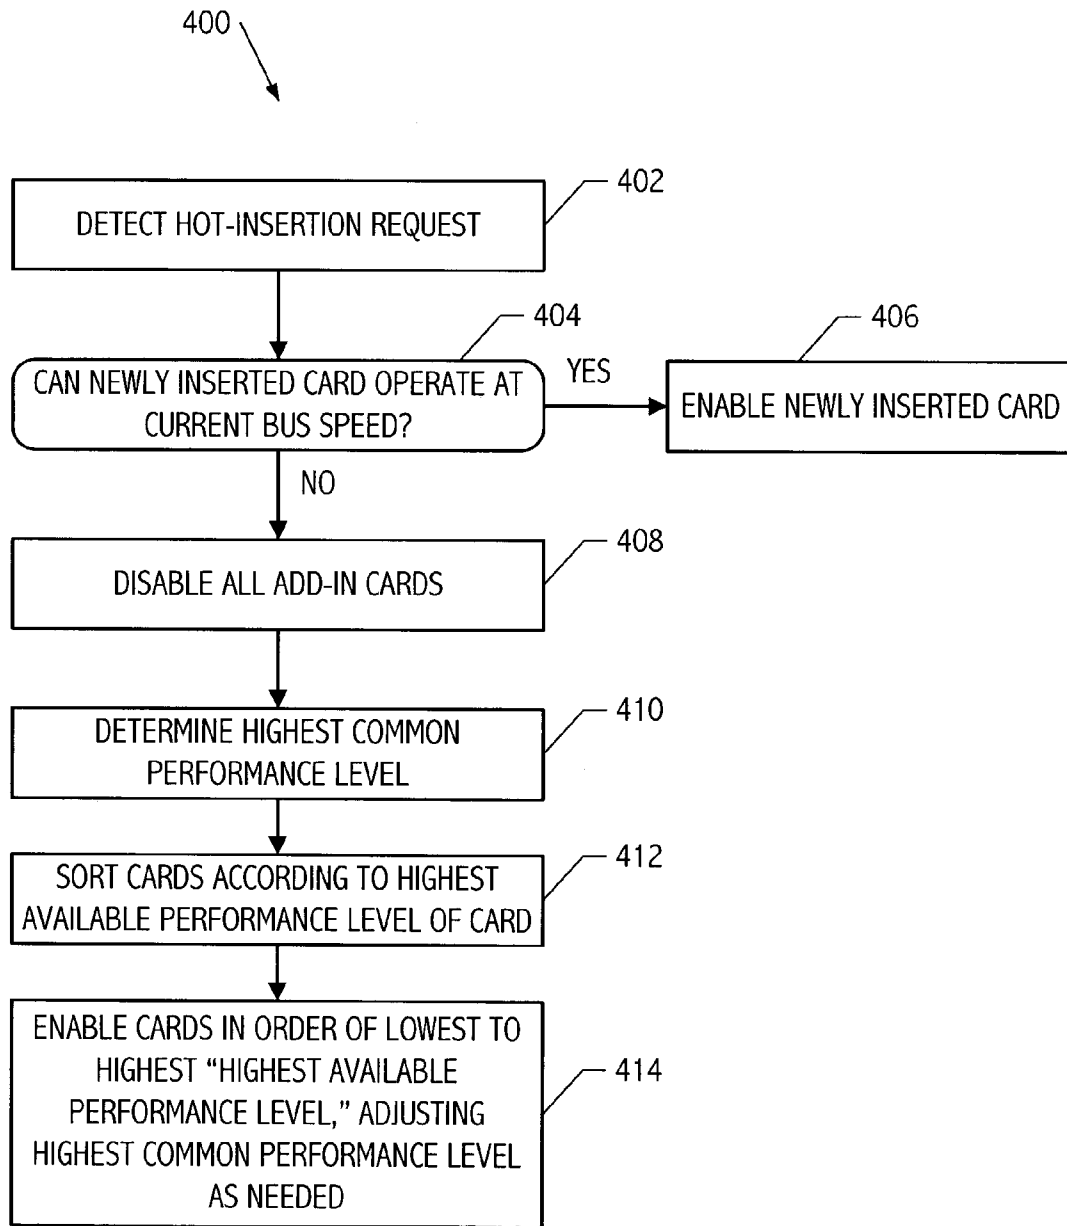 400
402
DETECT HOT-INSERTION REQUEST
404
406
CAN NEWLY INSERTED CARD OPERATE AT
CURRENT BUS SPEED?
YES
ENABLE NEWLY INSERTED CARD
NO
408
DISABLE ALL ADD-IN CARDS
410
DETERMINE HIGHEST COMMON
PERFORMANCE LEVEL
412
SORT CARDS ACCORDING TO HIGHEST
AVAILABLE PERFORMANCE LEVEL OF CARD
ENABLE CARDS IN ORDER OF LOWEST TO
HIGHEST “HIGHEST AVAILABLE
PERFORMANCE LEVEL,” ADJUSTING
HIGHEST COMMON PERFORMANCE LEVEL
AS NEEDED
414